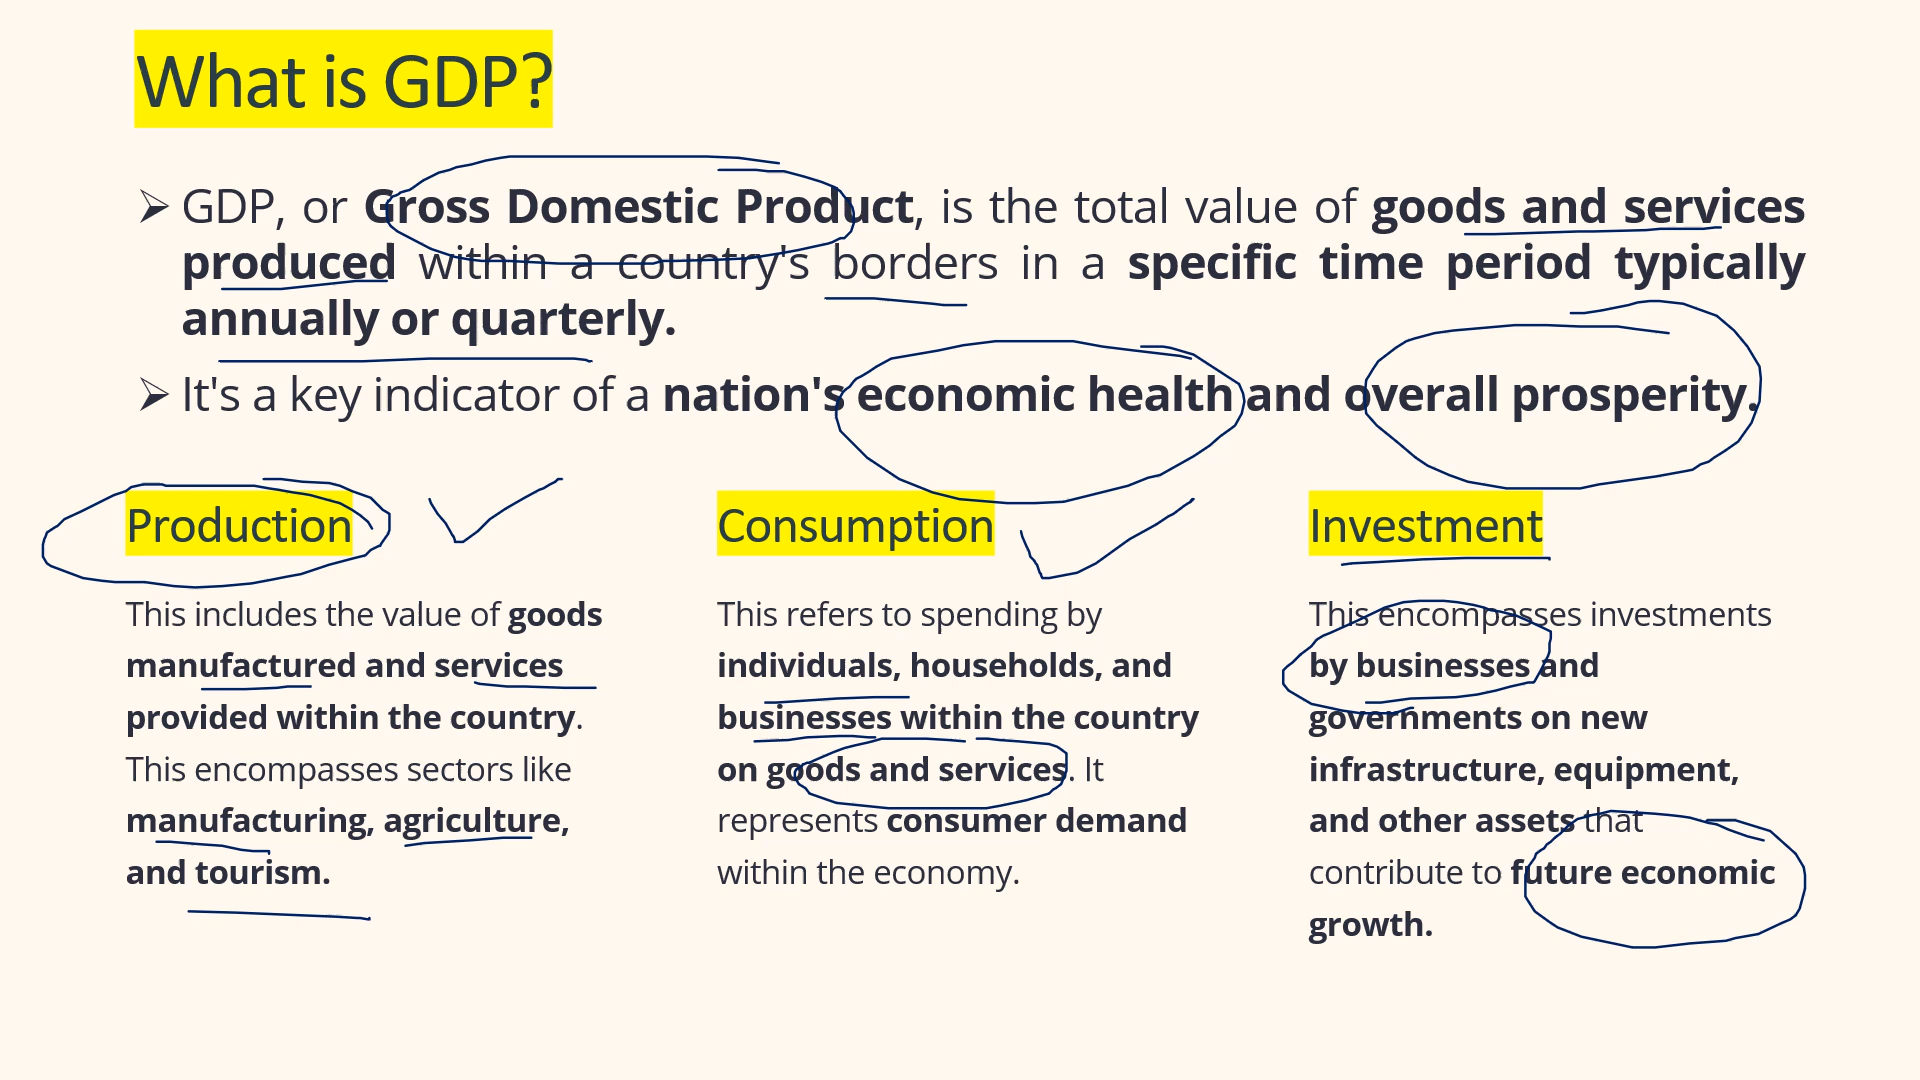 What is GDP?
GDP, or Gross Domestic Product, is the total value of goods and services
produced within a country's borders in a specific time period typically
annually or quarterly.
It's a key indicator of a nation's economic health and overall prosperity.
Production
This includes the value of goods
manufactured and services
provided within the country.
This encompasses sectors like
manufacturing, agriculture,
and tourism.
Consumption
This refers to spending by
individuals, households, and
businesses within the country
on goods and services. It
represents consumer demand
within the economy.
Investment
This encompasses investments
by businesses and
governments on new
infrastructure, equipment,
and other assets that
contribute to future economic
growth.